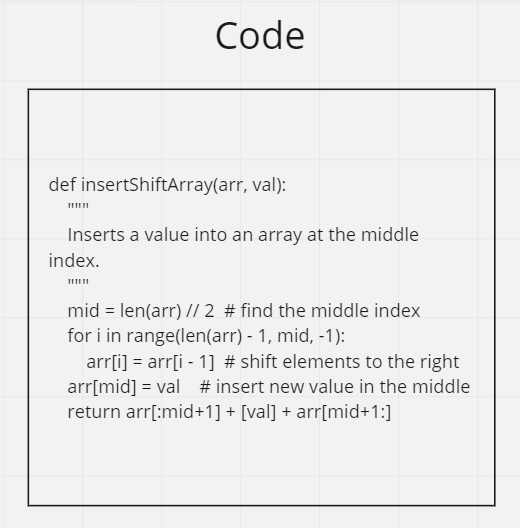 Code
def insertShiftArray(arr, val):
    """
    Inserts a value into an array at the middle
index.
    """
    mid = len(arr) // 2  # find the middle index
    for i in range(len(arr) - 1, mid, -1):
        arr[i] = arr[i - 1]  # shift elements to the right
    arr[mid] = val    # insert new value in the middle
    return arr[:mid+1] + [val] + arr[mid+1:]